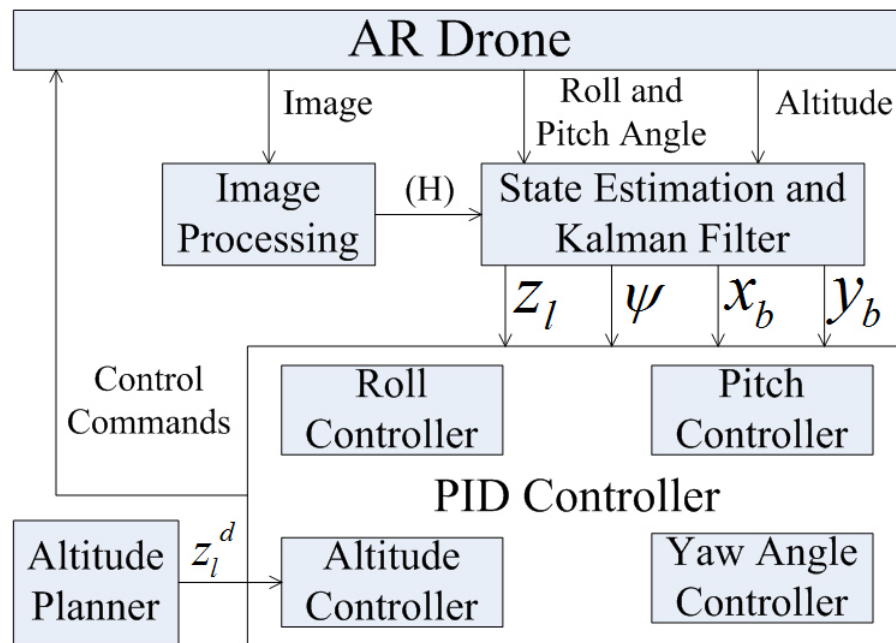 AR Drone
Image
Roll and
Pitch Angle
Altitude
Image
Processing
(H)
State Estimation and
Kalman Filter
z_l
ψ
x_b
y_b
Control
Commands
Roll
Controller
Pitch
Controller
PID Controller
Altitude
Planner
z_l^d
Altitude
Controller
Yaw Angle
Controller